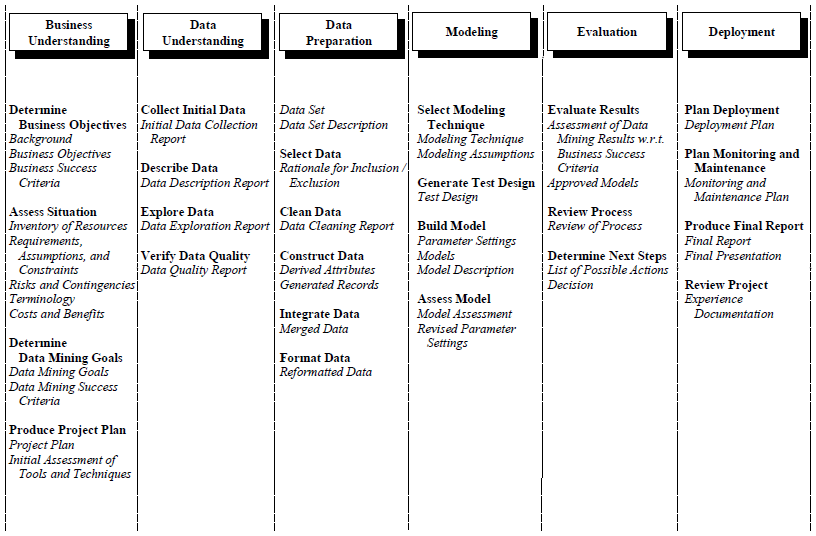 Business
Understanding
Data
Understanding
Data
Preparation
Modeling
Evaluation
Deployment
Determine
Business Objectives
Background
Business Objectives
Business Success
Criteria
Assess Situation
Inventory of Resources
Requirements,
Assumptions, and
Constraints
Risks and Contingencies
Terminology
Costs and Benefits
Determine
Data Mining Goals
Data Mining Goals
Data Mining Success
Criteria
Produce Project Plan
Project Plan
Initial Assessment of
Tools and Techniques
Collect Initial Data
Initial Data Collection
Report
Describe Data
Data Description Report
Explore Data
Data Exploration Report
Verify Data Quality
Data Quality Report
Data Set
Data Set Description
Select Data
Rationale for Inclusion /
Exclusion
Clean Data
Data Cleaning Report
Construct Data
Derived Attributes
Generated Records
Integrate Data
Merged Data
Format Data
Reformatted Data
Select Modeling
Technique
Modeling Technique
Modeling Assumptions
Generate Test Design
Test Design
Build Model
Parameter Settings
Models
Model Description
Assess Model
Model Assessment
Revised Parameter
Settings
Evaluate Results
Assessment of Data
Mining Results w.r.t.
Business Success
Criteria
Approved Models
Review Process
Review of Process
Determine Next Steps
List of Possible Actions
Decision
Plan Deployment
Deployment Plan
Plan Monitoring and
Maintenance
Monitoring and
Maintenance Plan
Produce Final Report
Final Report
Final Presentation
Review Project
Experience
Documentation